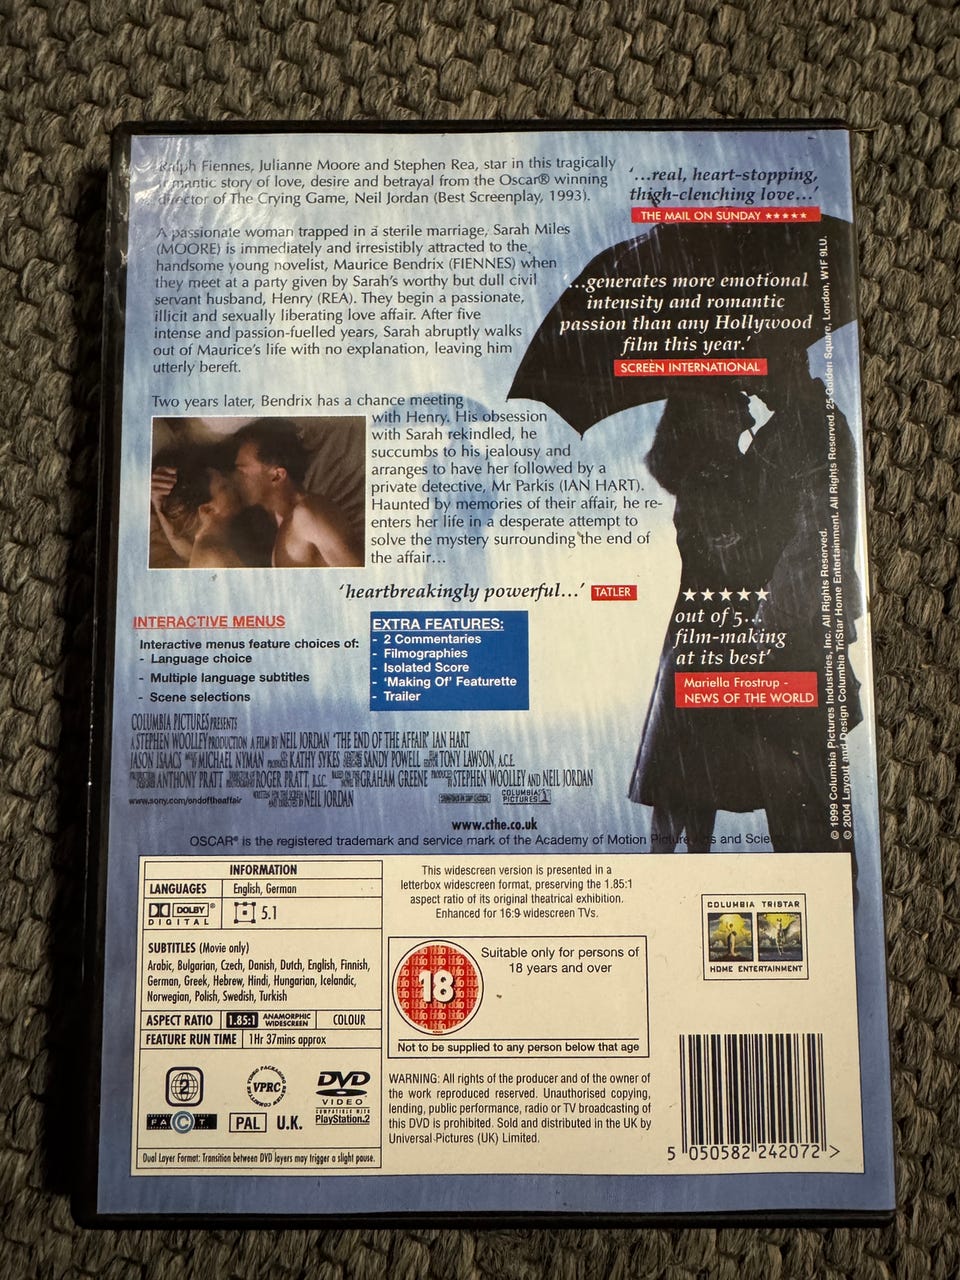 Ralph Fiennes, Julianne Moore and Stephen Rea, star in this tragically
romantic story of love, desire and betrayal from the Oscar® winning
director of The Crying Game, Neil Jordan (Best Screenplay, 1993).
A passionate woman trapped in a sterile marriage, Sarah Miles
(MOORE) is immediately and irresistibly attracted to the
handsome young novelist, Maurice Bendrix (FIENNES) when
they meet at a party given by Sarah's worthy but dull civil
servant husband, Henry (REA). They begin a passionate,
illicit and sexually liberating love affair. After five
intense and passion-fuelled years, Sarah abruptly walks
out of Maurice's life with no explanation, leaving him
utterly bereft.
Two years later, Bendrix has a chance meeting
with Henry. His obsession
with Sarah rekindled, he
succumbs to his jealousy and
arranges to have her followed by a
private detective, Mr Parkis (IAN HART).
Haunted by memories of their affair, he re-
enters her life in a desperate attempt to
solve the mystery surrounding the end of
the affair...
'...real, heart-stopping,
thigh-clenching love...'
THE MAIL ON SUNDAY ★★★★★
...generates more emotional
intensity and romantic
passion than any Hollywood
film this year.'
SCREEN INTERNATIONAL
'heartbreakingly powerful...' TATLER
★★★★★
out of 5...
film-making
at its best'
Mariella Frostrup -
NEWS OF THE WORLD
INTERACTIVE MENUS
Interactive menus feature choices of:
- Language choice
- Multiple language subtitles
- Scene selections
EXTRA FEATURES:
- 2 Commentaries
- Filmographies
- Isolated Score
- 'Making Of' Featurette
- Trailer
COLUMBIA PICTURES PRESENTS
A STEPHEN WOOLLEY PRODUCTION A FILM BY NEIL JORDAN 'THE END OF THE AFFAIR' IAN HART
JASON ISAACS MICHAEL NYMAN KATHY SYKES SANDY POWELL TONY LAWSON, A.C.E.
ANTHONY PRATT ROGER PRATT, B.S.C. GRAHAM GREENE STEPHEN WOOLLEY AND NEIL JORDAN
www.sony.com/endoftheaffair WRITTEN FOR THE SCREEN AND DIRECTED BY NEIL JORDAN COLUMBIA PICTURES
www.cthe.co.uk
OSCAR® is the registered trademark and service mark of the Academy of Motion Picture Arts and Scien
© 1999 Columbia Pictures Industries, Inc. All Rights Reserved.
© 2004 Layout and Design Columbia TriStar Home Entertainment. All Rights Reserved. 25 Golden Square, London, W1F 9LU.
INFORMATION
LANGUAGES English, German
DOLBY® DIGITAL 5.1
SUBTITLES (Movie only)
Arabic, Bulgarian, Czech, Danish, Dutch, English, Finnish,
German, Greek, Hebrew, Hindi, Hungarian, Icelandic,
Norwegian, Polish, Swedish, Turkish
ASPECT RATIO 1.85:1 ANAMORPHIC WIDESCREEN COLOUR
FEATURE RUN TIME 1Hr 37mins approx
2 VPRC DVD VIDEO
COMPATIBLE WITH PlayStation.2
FACT PAL U.K.
Dual Layer Format: Transition between DVD layers may trigger a slight pause.
This widescreen version is presented in a
letterbox widescreen format, preserving the 1.85:1
aspect ratio of its original theatrical exhibition.
Enhanced for 16:9 widescreen TVs.
18
Suitable only for persons of
18 years and over
Not to be supplied to any person below that age
WARNING: All rights of the producer and of the owner of
the work reproduced reserved. Unauthorised copying,
lending, public performance, radio or TV broadcasting of
this DVD is prohibited. Sold and distributed in the UK by
Universal Pictures (UK) Limited.
COLUMBIA TRISTAR
HOME ENTERTAINMENT
5 050582 242072 >